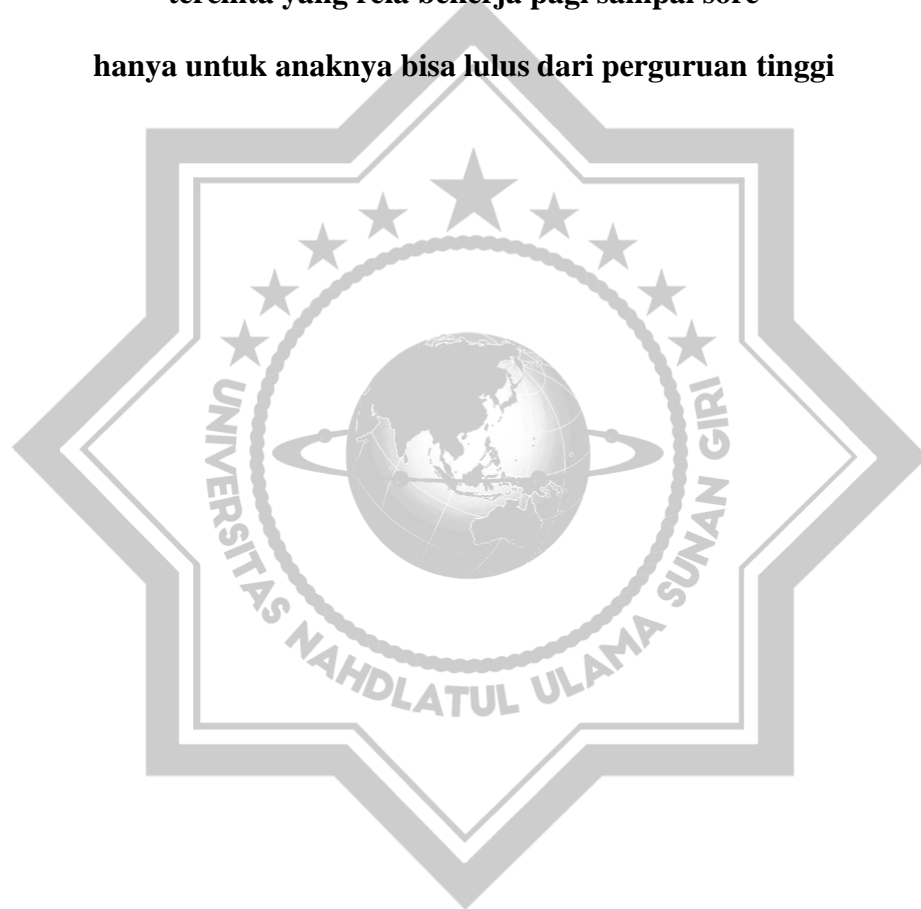 tercinta yang rela bekerja pagi sampai sore
hanya untuk anaknya bisa lulus dari perguruan tinggi
UNIVERSITAS NAHDLATUL ULAMA SUNAN GIRI